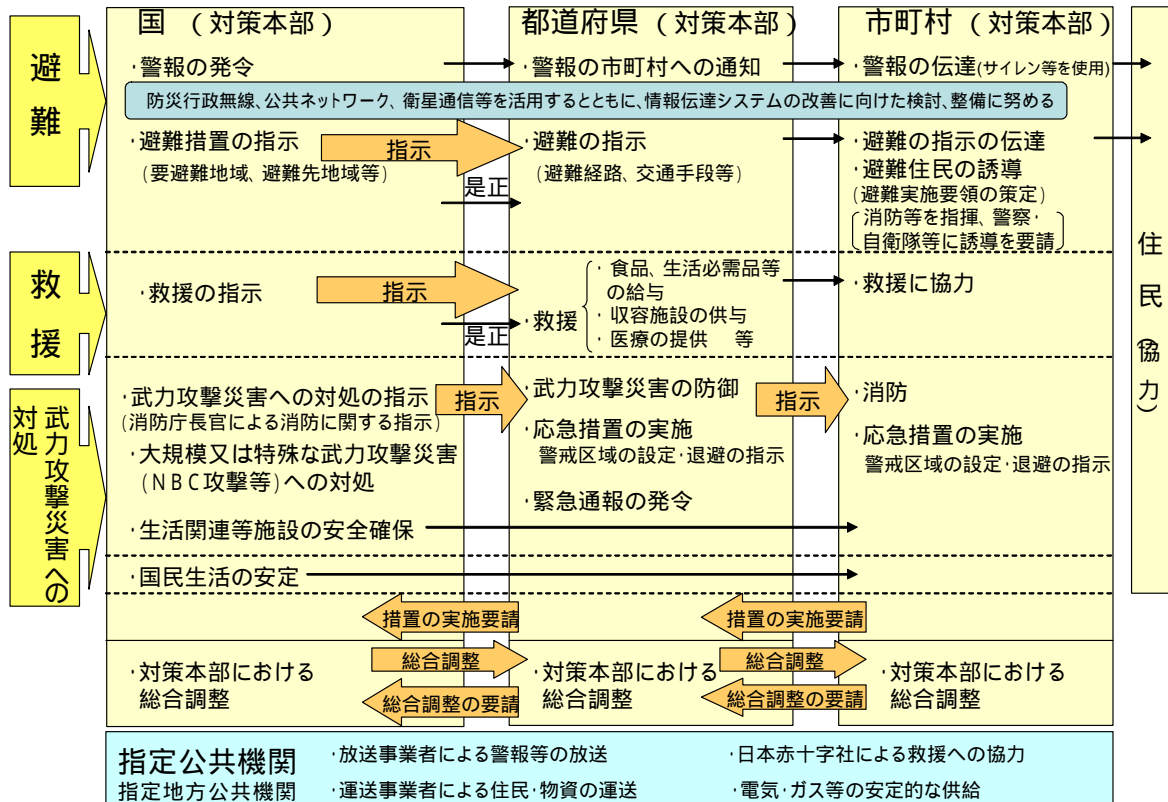 国 （対策本部）
都道府県（対策本部）
市町村（対策本部）
避難
・警報の発令
・警報の市町村への通知
・警報の伝達(サイレン等を使用)
防災行政無線、公共ネットワーク、衛星通信等を活用するとともに、情報伝達システムの改善に向けた検討、整備に努める
・避難措置の指示
(要避難地域、避難先地域等)
指示
是正
・避難の指示
(避難経路、交通手段等)
・避難の指示の伝達
・避難住民の誘導
(避難実施要領の策定)
消防等を指揮、警察・
自衛隊等に誘導を要請
住民（協力）
救援
・救援の指示
指示
是正
・救援
・食品、生活必需品等
の給与
・収容施設の供与
・医療の提供　等
・救援に協力
武力攻撃災害への
対処
・武力攻撃災害への対処の指示
(消防庁長官による消防に関する指示)
・大規模又は特殊な武力攻撃災害
(ＮＢＣ攻撃等)への対処
指示
・武力攻撃災害の防御
・応急措置の実施
警戒区域の設定・退避の指示
・緊急通報の発令
指示
・消防
・応急措置の実施
警戒区域の設定・退避の指示
・生活関連等施設の安全確保
・国民生活の安定
措置の実施要請
措置の実施要請
・対策本部における
総合調整
総合調整
総合調整の要請
・対策本部における
総合調整
総合調整
総合調整の要請
・対策本部における
総合調整
指定公共機関
指定地方公共機関
・放送事業者による警報等の放送
・日本赤十字社による救援への協力
・運送事業者による住民・物資の運送
・電気・ガス等の安定的な供給